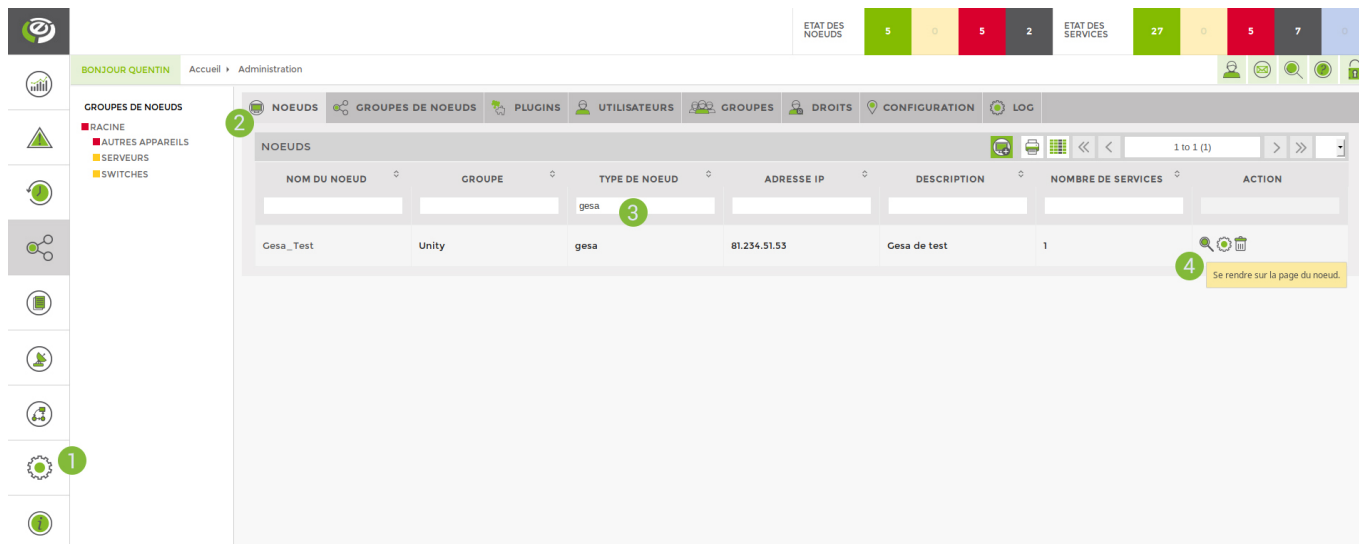 ETAT DES NOEUDS
5 0 5 2
ETAT DES SERVICES
27 0 5 7 0
BONJOUR QUENTIN Accueil Administration
GROUPES DE NOEUDS
RACINE
AUTRES APPAREILS
SERVEURS
SWITCHES
2
NOEUDS GROUPES DE NOEUDS PLUGINS UTILISATEURS GROUPES DROITS CONFIGURATION LOG
NOEUDS
1 to 1 (1)
NOM DU NOEUD GROUPE TYPE DE NOEUD ADRESSE IP DESCRIPTION NOMBRE DE SERVICES ACTION
gesa
3
Gesa_Test Unity gesa 81.234.51.53 Gesa de test 1
4
Se rendre sur la page du noeud.
1